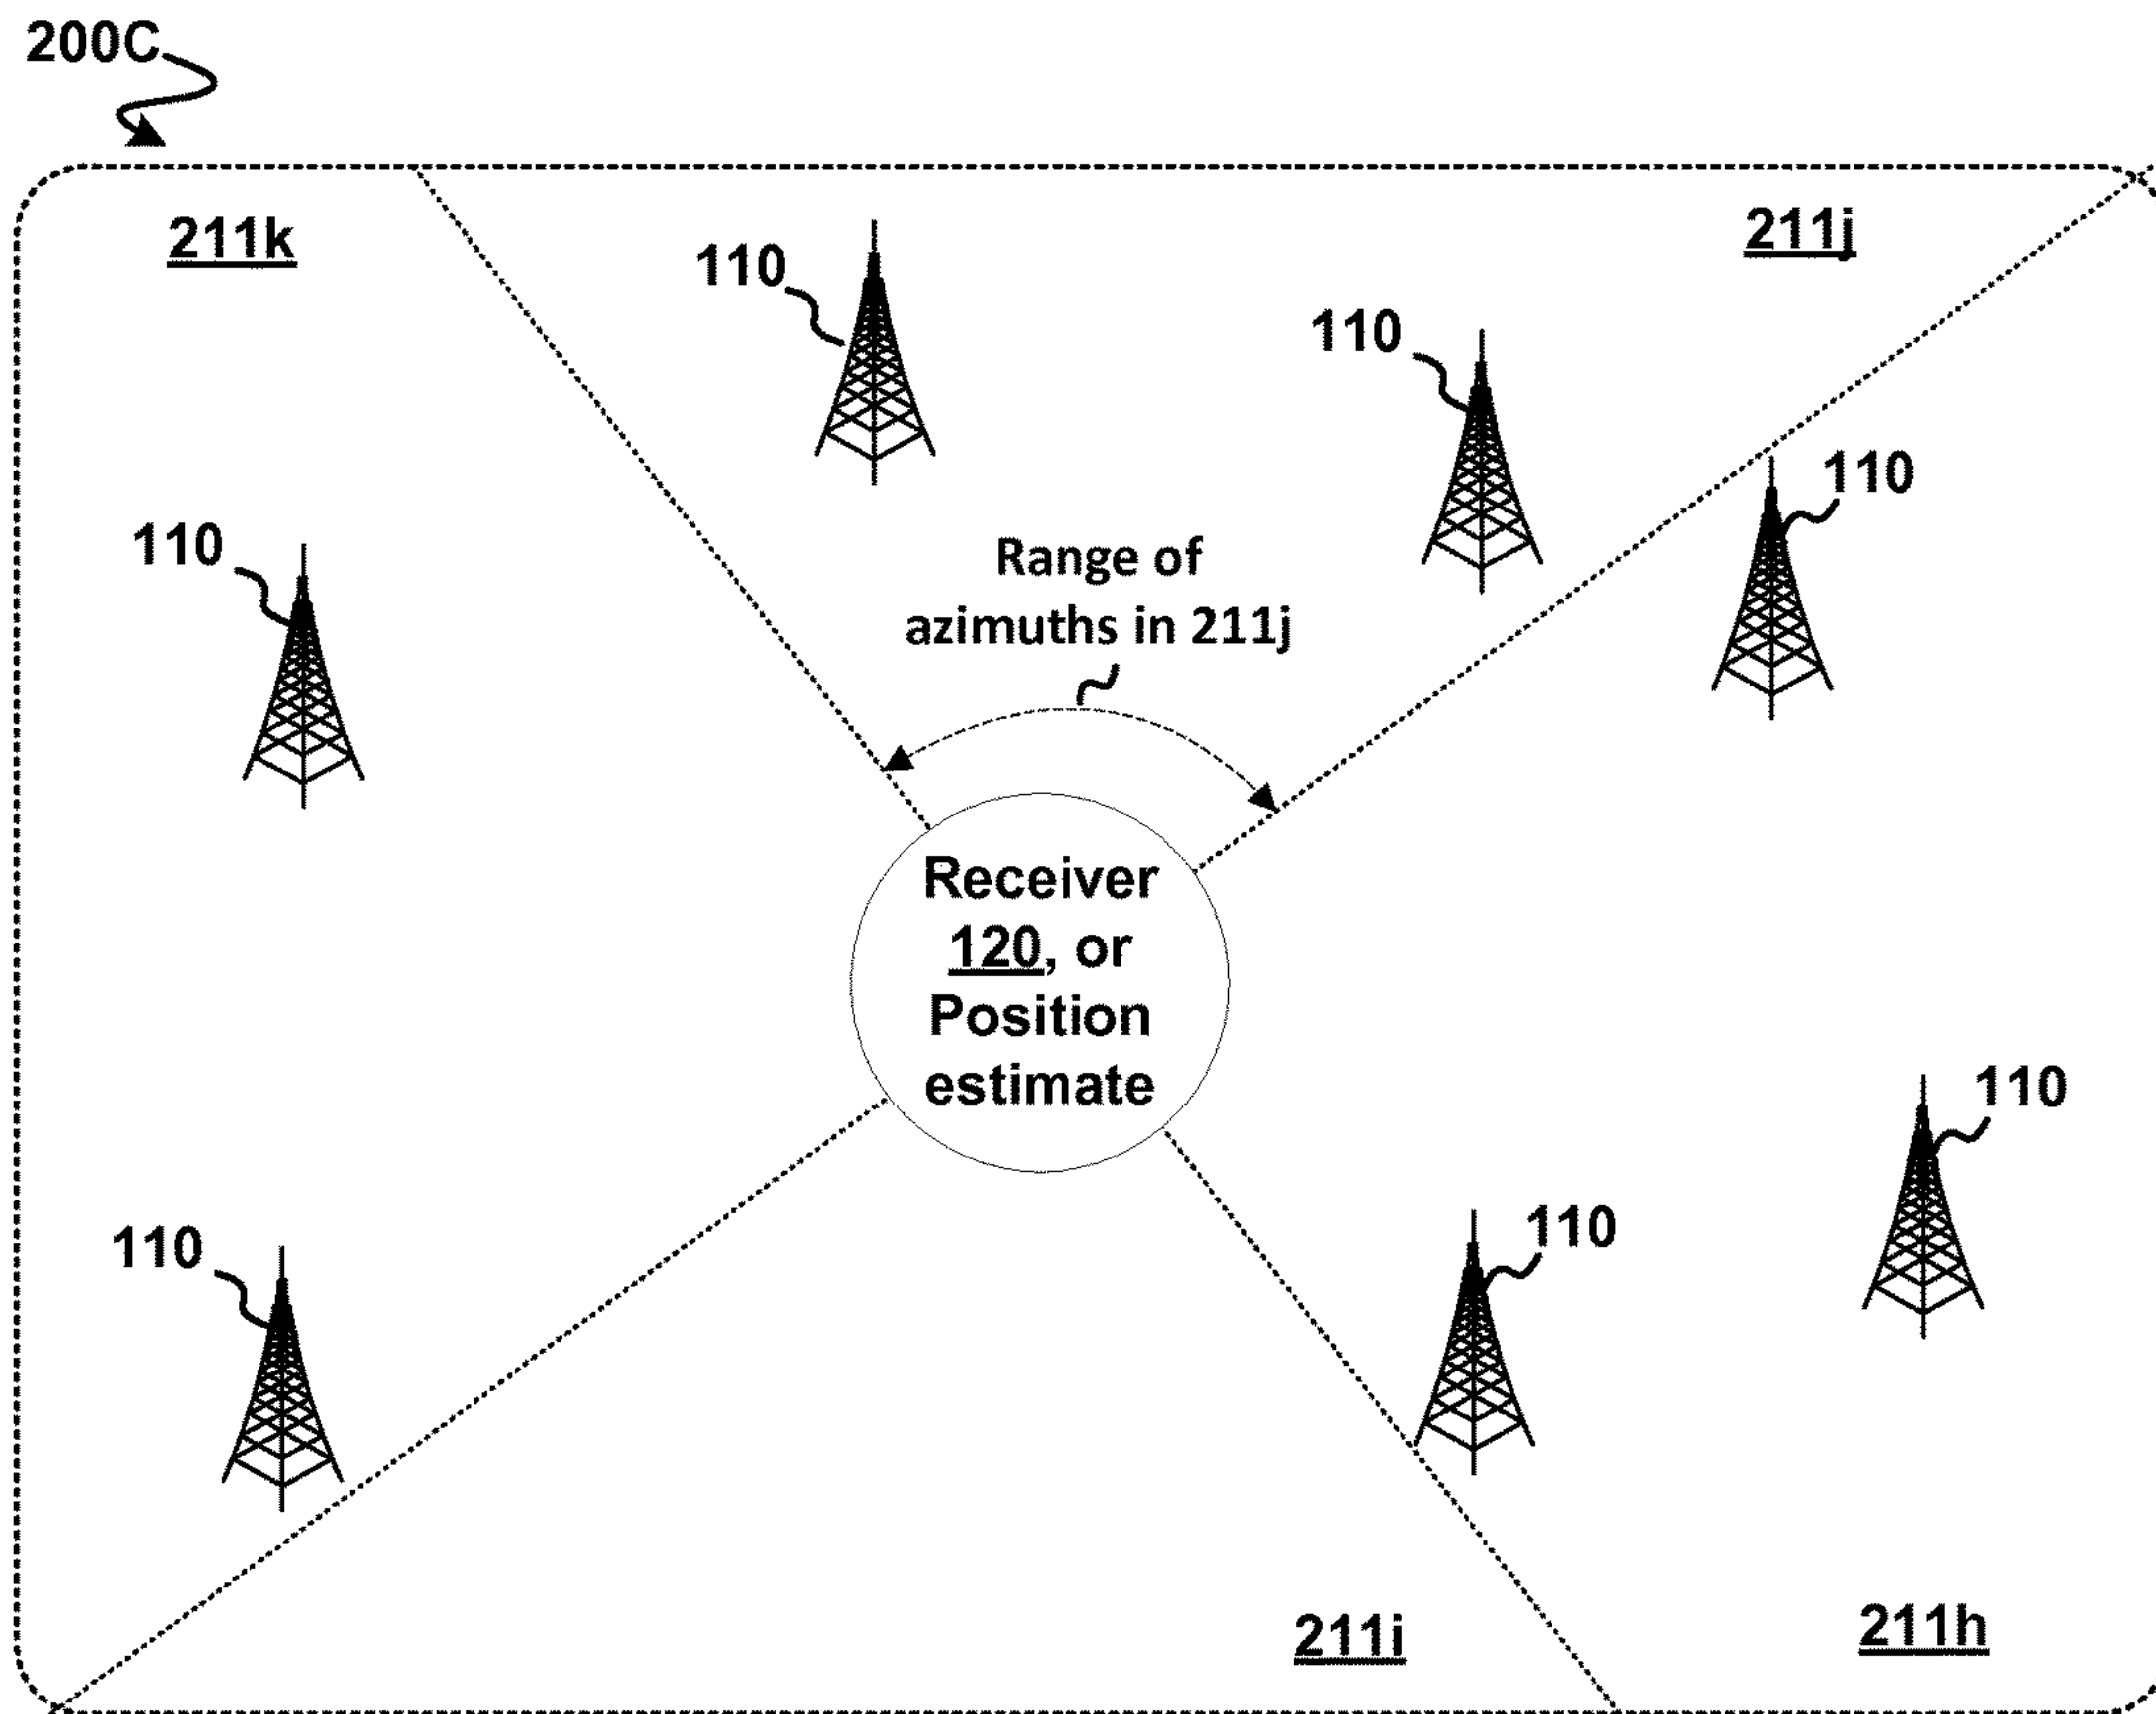 200C
211k
211j
110
110
110
110
Range of
azimuths in 211j
Receiver
120, or
Position
estimate
110
110
110
211i
211h